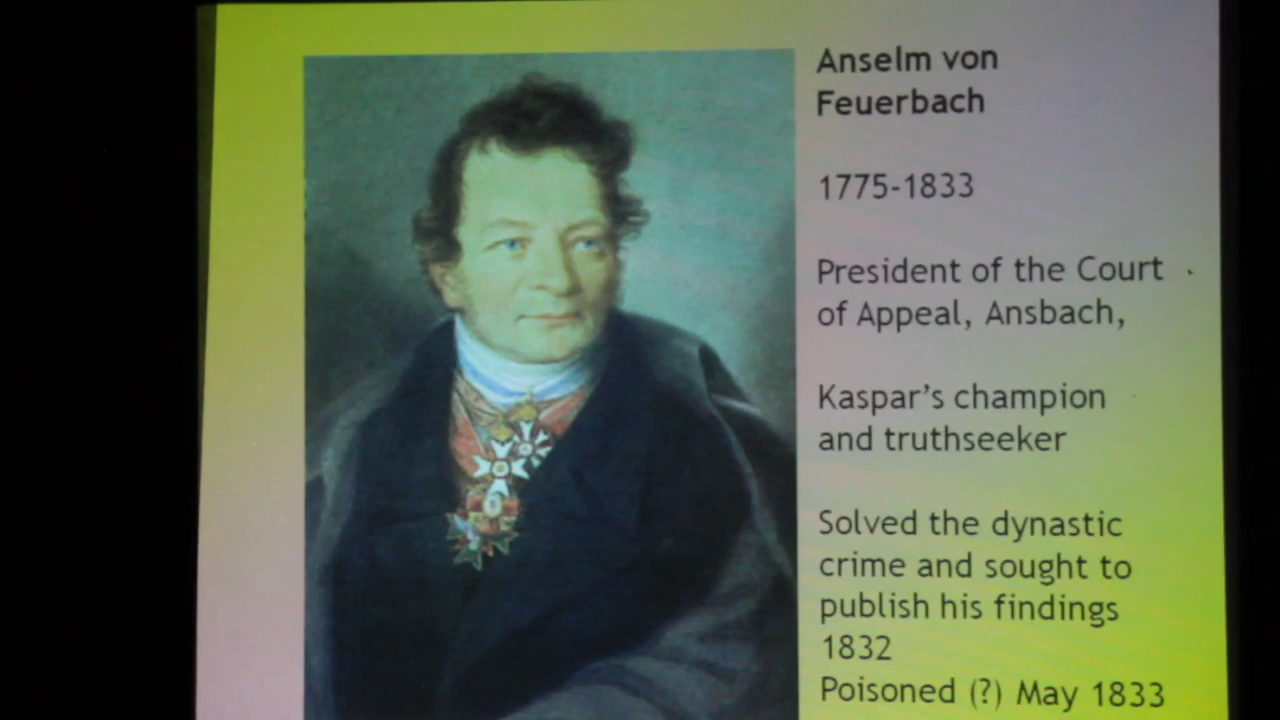 Anselm von
Feuerbach
1775-1833
President of the Court
of Appeal, Ansbach,
Kaspar's champion
and truthseeker
Solved the dynastic
crime and sought to
publish his findings
1832
Poisoned (?) May 1833